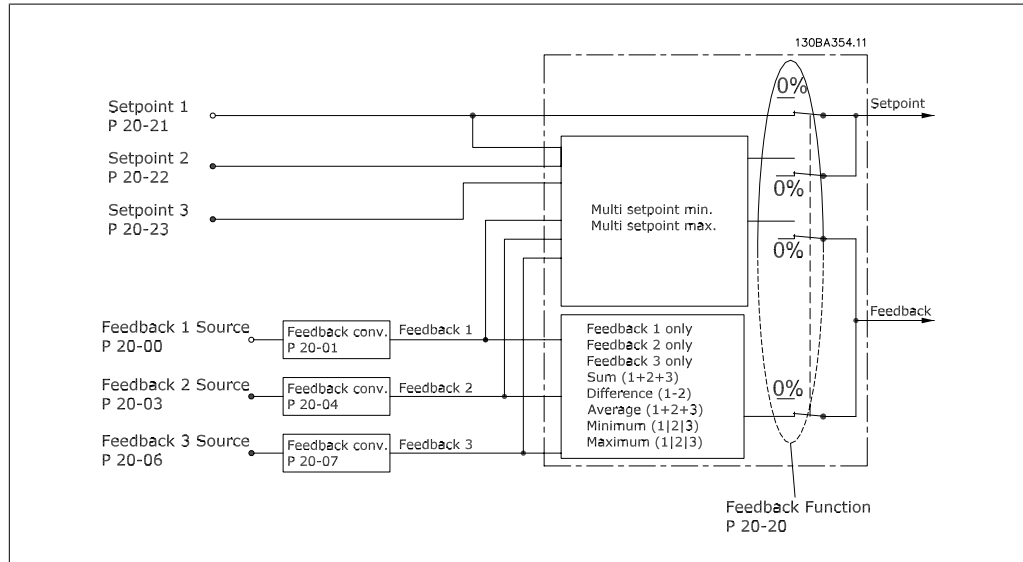 130BA354.11
0%
Setpoint 1
P 20-21
Setpoint
Setpoint 2
P 20-22
0%
Setpoint 3
P 20-23
Multi setpoint min.
Multi setpoint max.
0%
Feedback
Feedback 1 Source
P 20-00
Feedback conv.
P 20-01
Feedback 1
Feedback 2 Source
P 20-03
Feedback conv.
P 20-04
Feedback 2
Feedback 3 Source
P 20-06
Feedback conv.
P 20-07
Feedback 3
Feedback 1 only
Feedback 2 only
Feedback 3 only
Sum (1+2+3)
Difference (1-2)
Average (1+2+3)
Minimum (1|2|3)
Maximum (1|2|3)
0%
Feedback Function
P 20-20